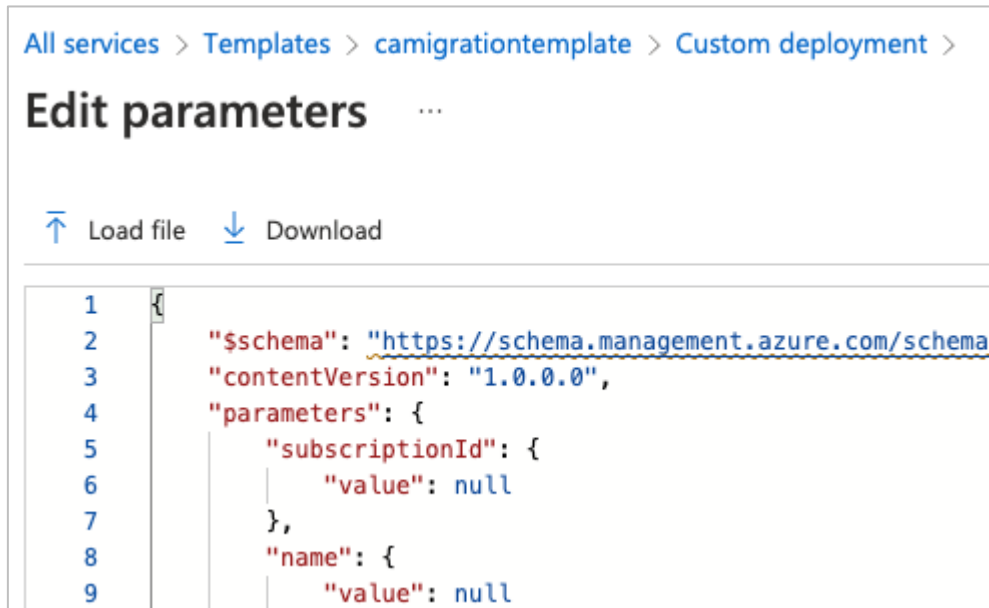 All services > Templates > camigrationtemplate > Custom deployment >
Edit parameters ...
Load file Download
1 {
2 "$schema": "https://schema.management.azure.com/schema
3 "contentVersion": "1.0.0.0",
4 "parameters": {
5 "subscriptionId": {
6 "value": null
7 },
8 "name": {
9 "value": null